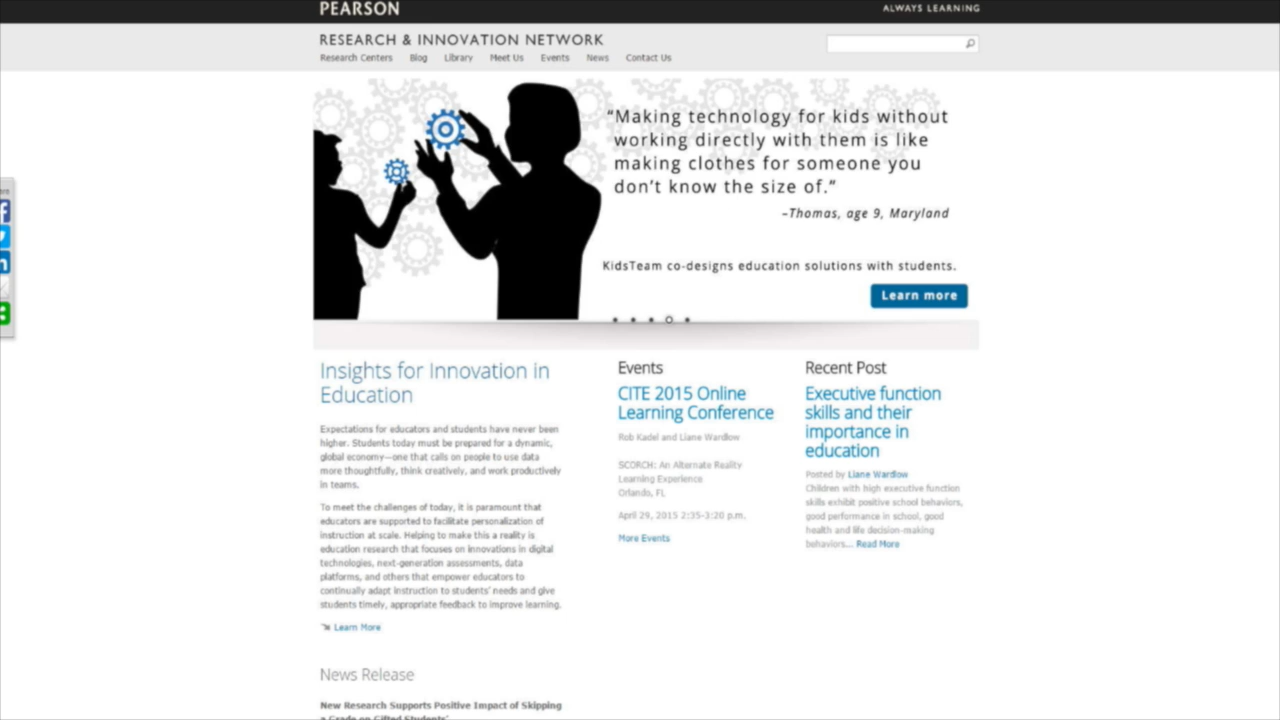 PEARSON
ALWAYS LEARNING
RESEARCH & INNOVATION NETWORK
Research Centers Blog Library Meet Us Events News Contact Us
“Making technology for kids without
working directly with them is like
making clothes for someone you
don’t know the size of.”
–Thomas, age 9, Maryland
KidsTeam co-designs education solutions with students.
Learn more
Insights for Innovation in
Education
Expectations for educators and students have never been
higher. Students today must be prepared for a dynamic,
global economy—one that calls on people to use data
more thoughtfully, think creatively, and work productively
in teams.
To meet the challenges of today, it is paramount that
educators are supported to facilitate personalization of
instruction at scale. Helping to make this a reality is
education research that focuses on innovations in digital
technologies, next-generation assessments, data
platforms, and others that empower educators to
continually adapt instruction to students’ needs and give
students timely, appropriate feedback to improve learning.
Learn More
News Release
New Research Supports Positive Impact of Skipping
a Grade on Gifted Students’
Events
CITE 2015 Online
Learning Conference
Rob Kadel and Liane Wardlow
SCORCH: An Alternate Reality
Learning Experience
Orlando, FL
April 29, 2015 2:35-3:20 p.m.
More Events
Recent Post
Executive function
skills and their
importance in
education
Posted by Liane Wardlow
Children with high executive function
skills exhibit positive school behaviors,
good performance in school, good
health and life decision-making
behaviors... Read More